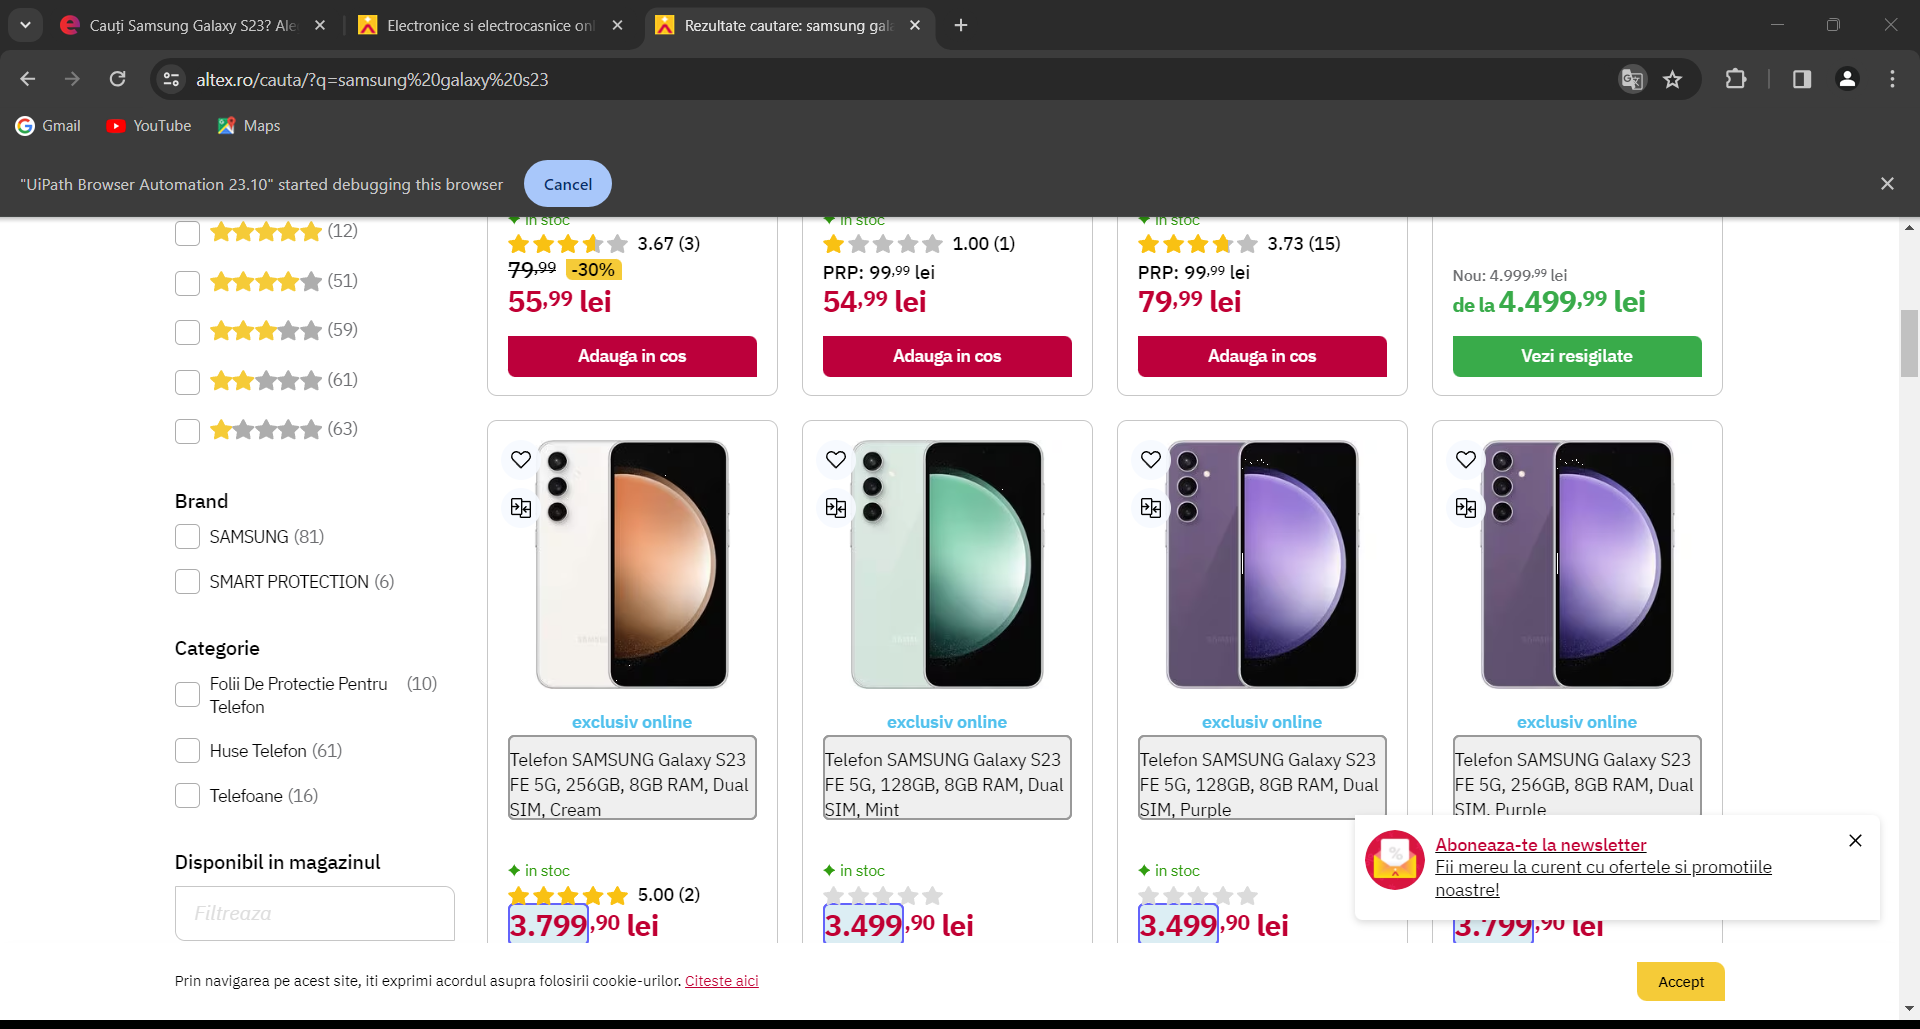 Cauți Samsung Galaxy S23? Ale
Electronice si electrocasnice onl
Rezultate cautare: samsung gala
altex.ro/cauta/?q=samsung%20galaxy%20s23
Gmail
YouTube
Maps
"UiPath Browser Automation 23.10" started debugging this browser
Cancel
(12)
(51)
(59)
(61)
(63)
Brand
SAMSUNG (81)
SMART PROTECTION (6)
Categorie
Folii De Protectie Pentru (10)
Telefon
Huse Telefon (61)
Telefoane (16)
Disponibil in magazinul
Filtreaza
in stoc
3.67 (3)
79,99 -30%
55,99 lei
Adauga in cos
in stoc
1.00 (1)
PRP: 99,99 lei
54,99 lei
Adauga in cos
in stoc
3.73 (15)
PRP: 99,99 lei
79,99 lei
Adauga in cos
Nou: 4.999,99 lei
de la 4.499,99 lei
Vezi resigilate
exclusiv online
Telefon SAMSUNG Galaxy S23
FE 5G, 256GB, 8GB RAM, Dual
SIM, Cream
in stoc
5.00 (2)
3.799,90 lei
exclusiv online
Telefon SAMSUNG Galaxy S23
FE 5G, 128GB, 8GB RAM, Dual
SIM, Mint
in stoc
3.499,90 lei
exclusiv online
Telefon SAMSUNG Galaxy S23
FE 5G, 128GB, 8GB RAM, Dual
SIM, Purple
in stoc
3.499,90 lei
exclusiv online
Telefon SAMSUNG Galaxy S23
FE 5G, 256GB, 8GB RAM, Dual
SIM, Purple
3.799,90 lei
Aboneaza-te la newsletter
Fii mereu la curent cu ofertele si promotiile
noastre!
Prin navigarea pe acest site, iti exprimi acordul asupra folosirii cookie-urilor. Citeste aici
Accept